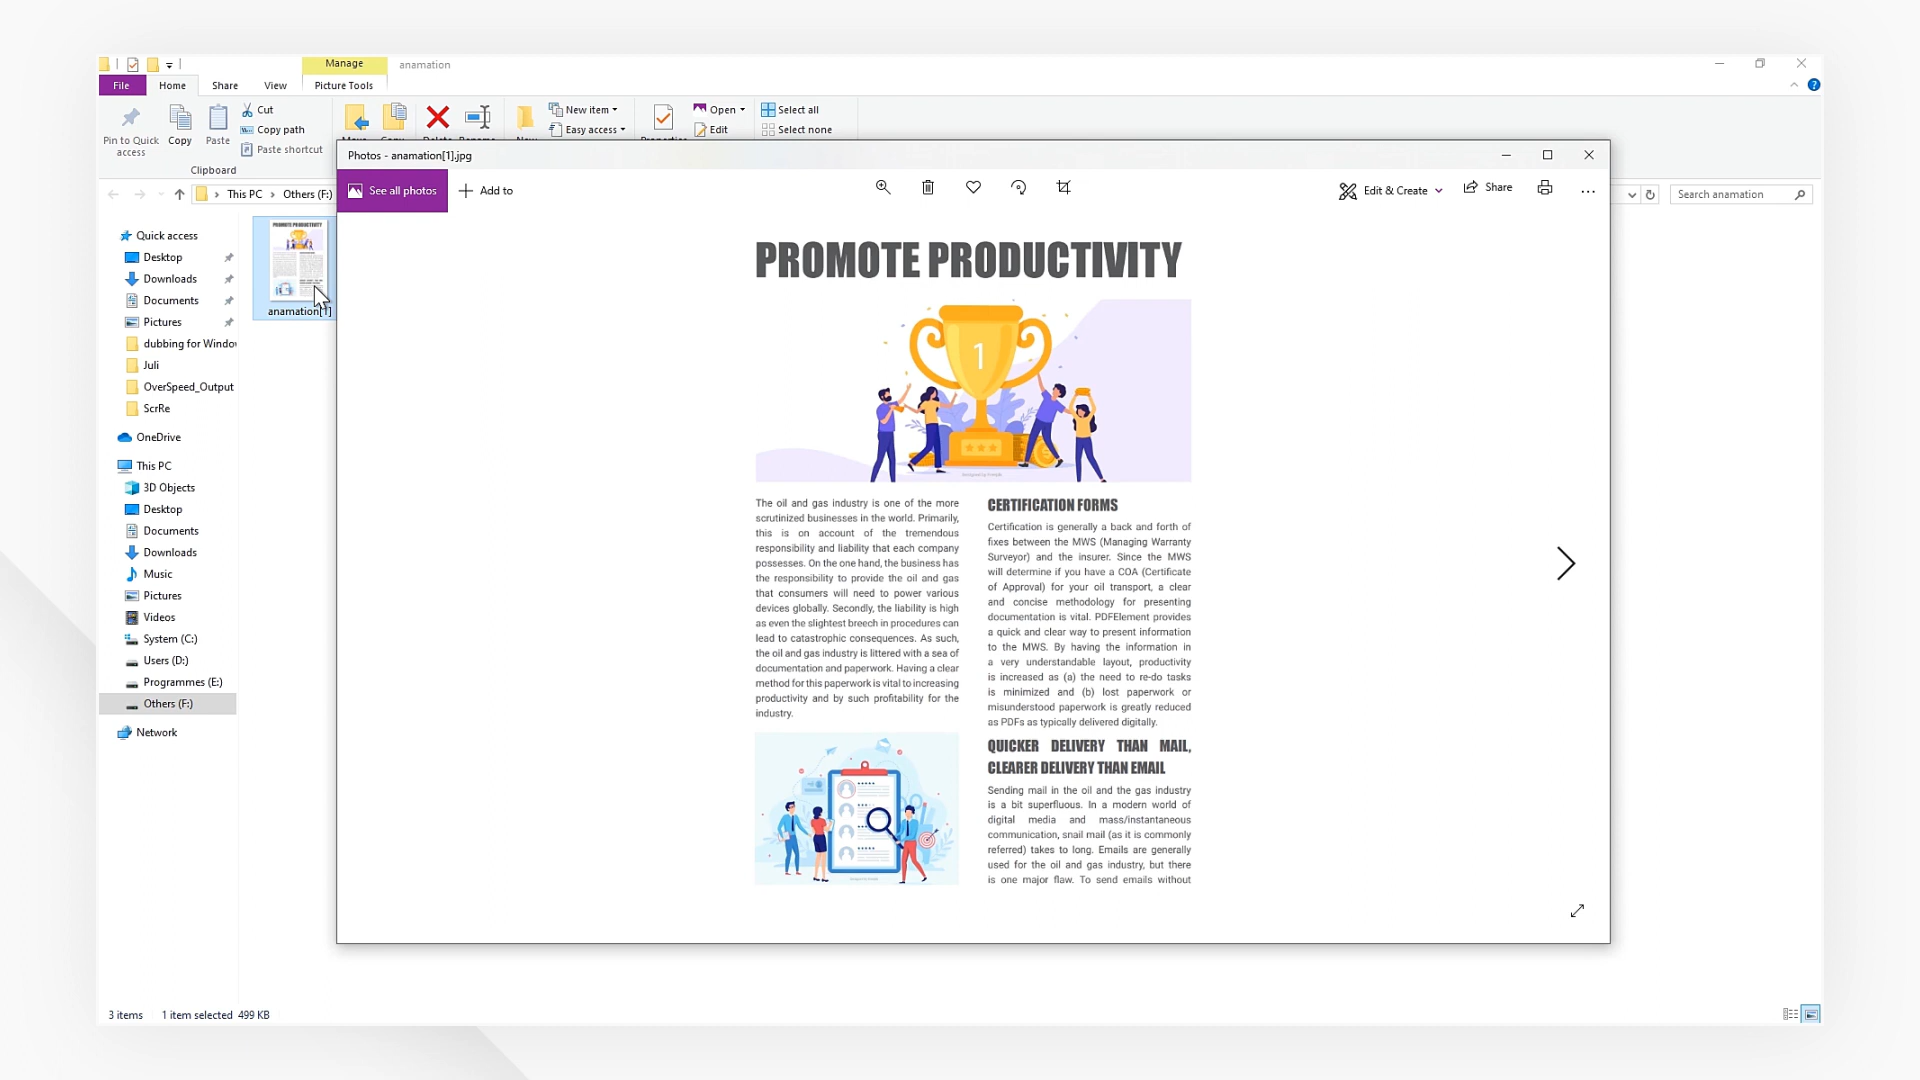 Manage
anamation
File
Home
Share
View
Picture Tools
Pin to Quick access
Copy
Paste
Cut
Copy path
Paste shortcut
Clipboard
New item
Easy access
Open
Edit
Select all
Select none
This PC
Others (F:)
Search anamation
Quick access
Desktop
Downloads
Documents
Pictures
dubbing for Window
Juli
OverSpeed_Output
ScrRe
OneDrive
This PC
3D Objects
Desktop
Documents
Downloads
Music
Pictures
Videos
System (C:)
Users (D:)
Programmes (E:)
Others (F:)
Network
PROMOTE PRODUCTIVITY
anamation[1]
3 items
1 item selected 499 KB
Photos - anamation[1].jpg
See all photos
Add to
Edit & Create
Share
PROMOTE PRODUCTIVITY
1
The oil and gas industry is one of the more
scrutinized businesses in the world. Primarily,
this is on account of the tremendous
responsibility and liability that each company
possesses. On the one hand, the business has
the responsibility to provide the oil and gas
that consumers will need to power various
devices globally. Secondly, the liability is high
as even the slightest breech in procedures can
lead to catastrophic consequences. As such,
the oil and gas industry is littered with a sea of
documentation and paperwork. Having a clear
method for this paperwork is vital to increasing
productivity and by such profitability for the
industry.
CERTIFICATION FORMS
Certification is generally a back and forth of
fixes between the MWS (Managing Warranty
Surveyor) and the insurer. Since the MWS
will determine if you have a COA (Certificate
of Approval) for your oil transport, a clear
and concise methodology for presenting
documentation is vital. PDFElement provides
a quick and clear way to present information
to the MWS. By having the information in
a very understandable layout, productivity
is increased as (a) the need to re-do tasks
is minimized and (b) lost paperwork or
misunderstood paperwork is greatly reduced
as PDFs as typically delivered digitally.
QUICKER DELIVERY THAN MAIL,
CLEARER DELIVERY THAN EMAIL
Sending mail in the oil and the gas industry
is a bit superfluous. In a modern world of
digital media and mass/instantaneous
communication, snail mail (as it is commonly
referred) takes to long. Emails are generally
used for the oil and gas industry, but there
is one major flaw. To send emails without